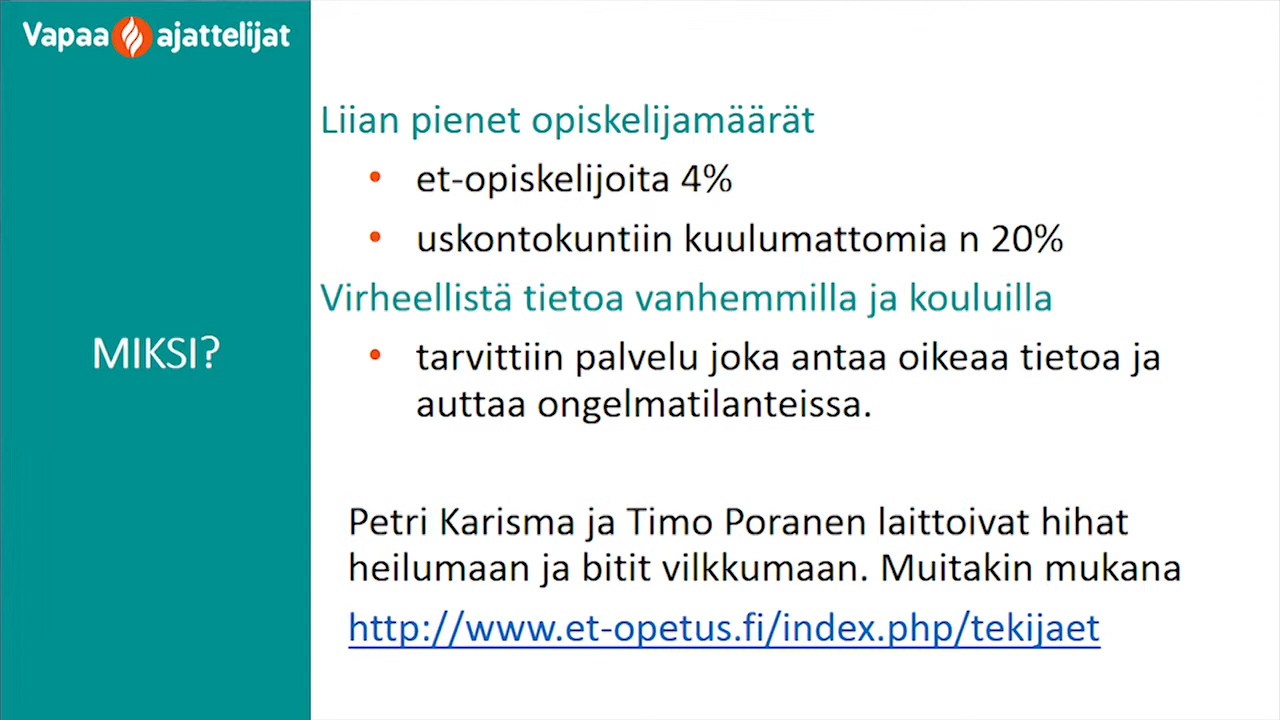 Vapaa ajattelijat
MIKSI?
Liian pienet opiskelijamäärät
• et-opiskelijoita 4%
• uskontokuntiin kuulumattomia n 20%
Virheellistä tietoa vanhemmilla ja kouluilla
• tarvittiin palvelu joka antaa oikeaa tietoa ja
auttaa ongelmatilanteissa.
Petri Karisma ja Timo Poranen laittoivat hihat
heilumaan ja bitit vilkkumaan. Muitakin mukana
http://www.et-opetus.fi/index.php/tekijaet